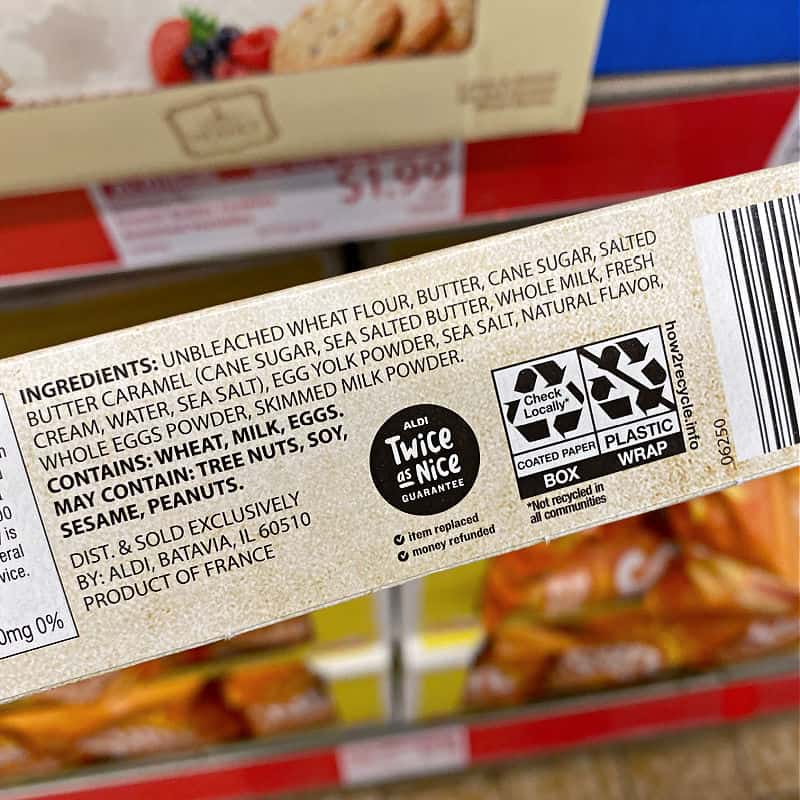 $1.99
INGREDIENTS: UNBLEACHED WHEAT FLOUR, BUTTER, CANE SUGAR, SALTED
BUTTER CARAMEL (CANE SUGAR, SEA SALTED BUTTER, WHOLE MILK, FRESH
CREAM, WATER, SEA SALT), EGG YOLK POWDER, SEA SALT, NATURAL FLAVOR,
WHOLE EGGS POWDER, SKIMMED MILK POWDER.
CONTAINS: WHEAT, MILK, EGGS.
MAY CONTAIN: TREE NUTS, SOY,
SESAME, PEANUTS.
DIST. & SOLD EXCLUSIVELY
BY: ALDI, BATAVIA, IL 60510
PRODUCT OF FRANCE
ALDI
Twice
as Nice
GUARANTEE
item replaced
money refunded
Check
Locally*
COATED PAPER
BOX
PLASTIC
WRAP
*Not recycled in
all communities
how2recycle.info
06250
0mg 0%